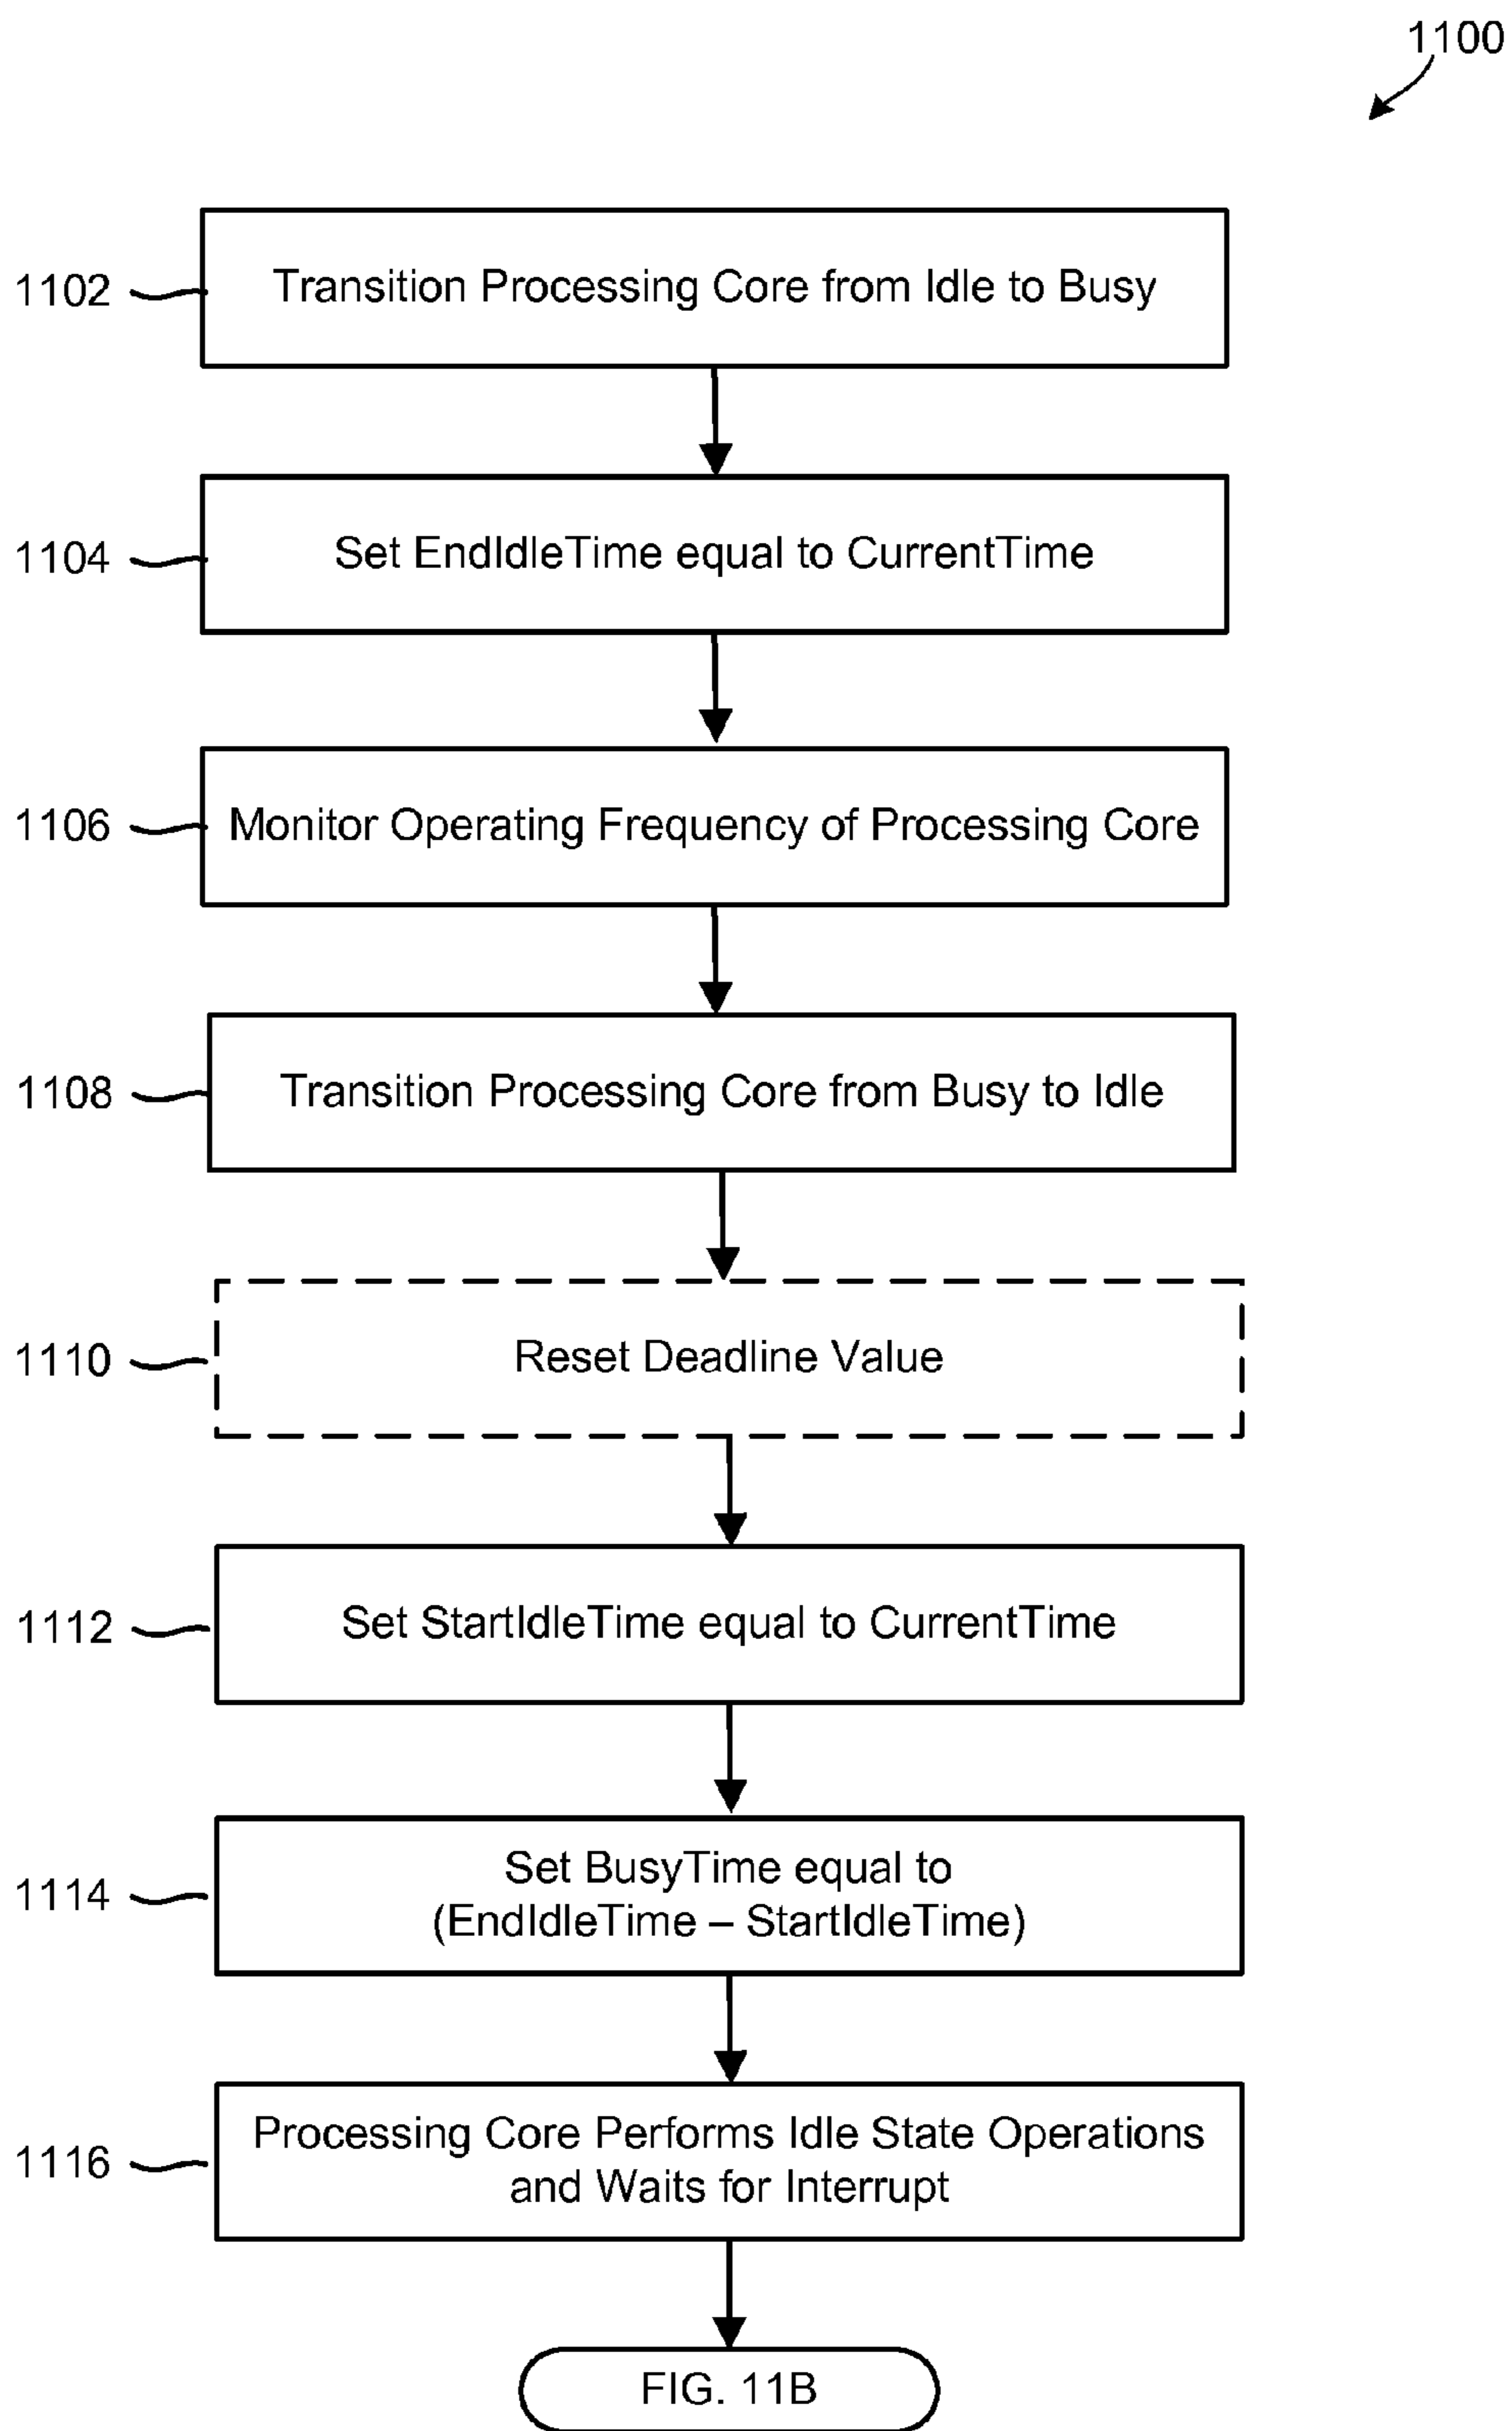 1100
1102
Transition Processing Core from Idle to Busy
1104
Set EndIdleTime equal to CurrentTime
1106
Monitor Operating Frequency of Processing Core
1108
Transition Processing Core from Busy to Idle
1110
Reset Deadline Value
1112
Set StartIdleTime equal to CurrentTime
1114
Set BusyTime equal to
(EndIdleTime – StartIdleTime)
1116
Processing Core Performs Idle State Operations
and Waits for Interrupt
FIG. 11B